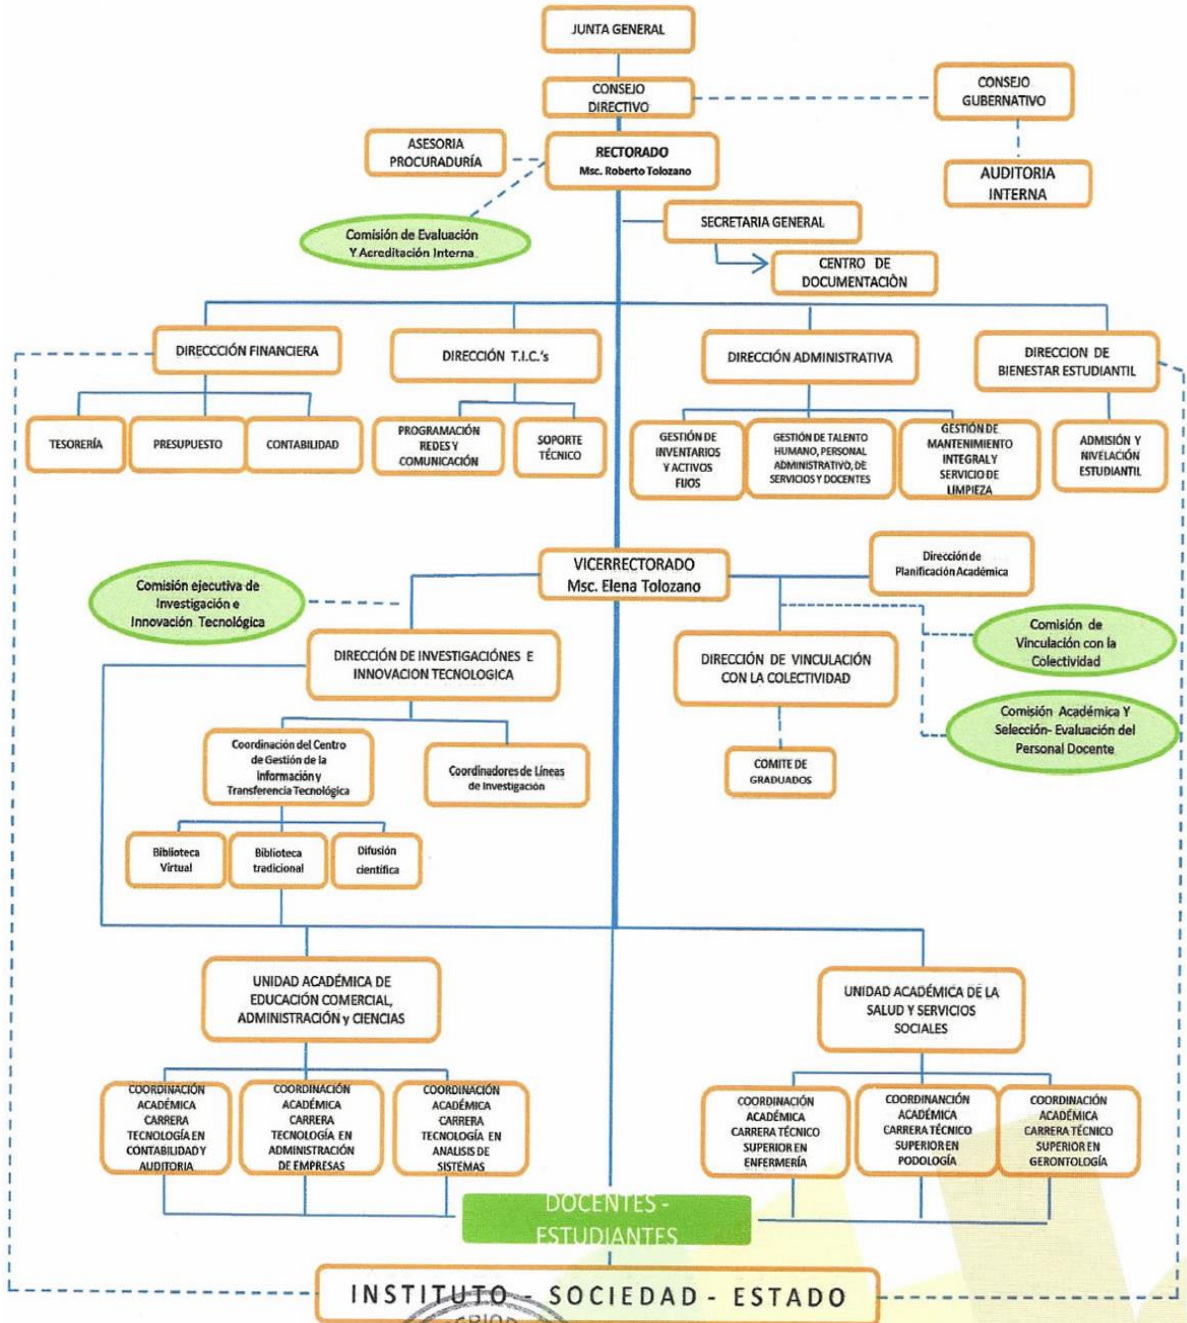 JUNTA GENERAL
CONSEJO
DIRECTIVO
CONSEJO
GUBERNATIVO
ASESORIA
PROCURADURÍA
RECTORADO
Msc. Roberto Tolozano
AUDITORIA
INTERNA
Comisión de Evaluación
Y Acreditación Interna.
SECRETARIA GENERAL
CENTRO DE
DOCUMENTACIÒN
DIRECCCIÓN FINANCIERA
DIRECCIÓN T.I.C.'s
DIRECCIÓN ADMINISTRATIVA
DIRECCION DE
BIENESTAR ESTUDIANTIL
TESORERÍA
PRESUPUESTO
CONTABILIDAD
PROGRAMACIÓN
REDES Y
COMUNICACIÓN
SOPORTE
TÉCNICO
GESTIÓN DE
INVENTARIOS
Y ACTIVOS
FIJOS
GESTIÓN DE TALENTO
HUMANO, PERSONAL
ADMINISTRATIVO, DE
SERVICIOS Y DOCENTES
GESTIÓN DE
MANTENIMIENTO
INTEGRAL Y
SERVICIO DE
LIMPIEZA
ADMISIÓN Y
NIVELACIÓN
ESTUDIANTIL
VICERRECTORADO
Msc. Elena Tolozano
Dirección de
Planificación Académica
Comisión ejecutiva de
Investigación e
Innovación Tecnológica
Comisión de
Vinculación con la
Colectividad
DIRECCIÓN DE INVESTIGACIÓNES E
INNOVACION TECNOLOGICA
DIRECCIÓN DE VINCULACIÓN
CON LA COLECTIVIDAD
Comisión Académica Y
Selección- Evaluación del
Personal Docente
Coordinación del Centro
de Gestión de la
Información y
Transferencia Tecnológica
Coordinadores de Líneas
de Investigación
COMITE DE
GRADUADOS
Biblioteca
Virtual
Biblioteca
tradicional
Difusión
científica
UNIDAD ACADÉMICA DE
EDUCACIÓN COMERCIAL,
ADMINISTRACIÓN y CIENCIAS
UNIDAD ACADÉMICA DE LA
SALUD Y SERVICIOS
SOCIALES
COORDINACIÓN
ACADÉMICA
CARRERA
TECNOLOGÍA EN
CONTABILIDAD Y
AUDITORIA
COORDINACIÓN
ACADÉMICA
CARRERA
TECNOLOGÍA EN
ADMINISTRACIÓN
DE EMPRESAS
COORDINACIÓN
ACADÉMICA
CARRERA
TECNOLOGÍA EN
ANALISIS DE
SISTEMAS
COORDINACIÓN
ACADÉMICA
CARRERA TÉCNICO
SUPERIOR EN
ENFERMERÍA
COORDINANCIÓN
ACADÉMICA
CARRERA TÉCNICO
SUPERIOR EN
PODOLOGÍA
COORDINACIÓN
ACADÉMICA
CARRERA TÉCNICO
SUPERIOR EN
GERONTOLOGÍA
DOCENTES -
ESTUDIANTES
INSTITUTO - SOCIEDAD - ESTADO